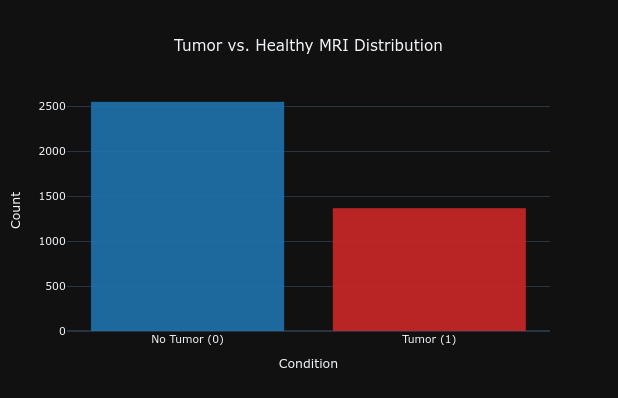 Tumor vs. Healthy MRI Distribution
2500
2000
1500
1000
500
0
Count
No Tumor (0)
Tumor (1)
Condition